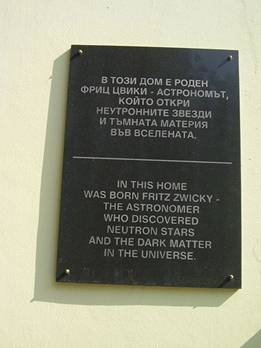 В ТОЗИ ДОМ Е РОДЕН
ФРИЦ ЦВИКИ - АСТРОНОМЪТ,
КОЙТО ОТКРИ
НЕУТРОННИТЕ ЗВЕЗДИ
И ТЪМНАТА МАТЕРИЯ
ВЪВ ВСЕЛЕНАТА.
IN THIS HOME
WAS BORN FRITZ ZWICKY -
THE ASTRONOMER
WHO DISCOVERED
NEUTRON STARS
AND THE DARK MATTER
IN THE UNIVERSE.